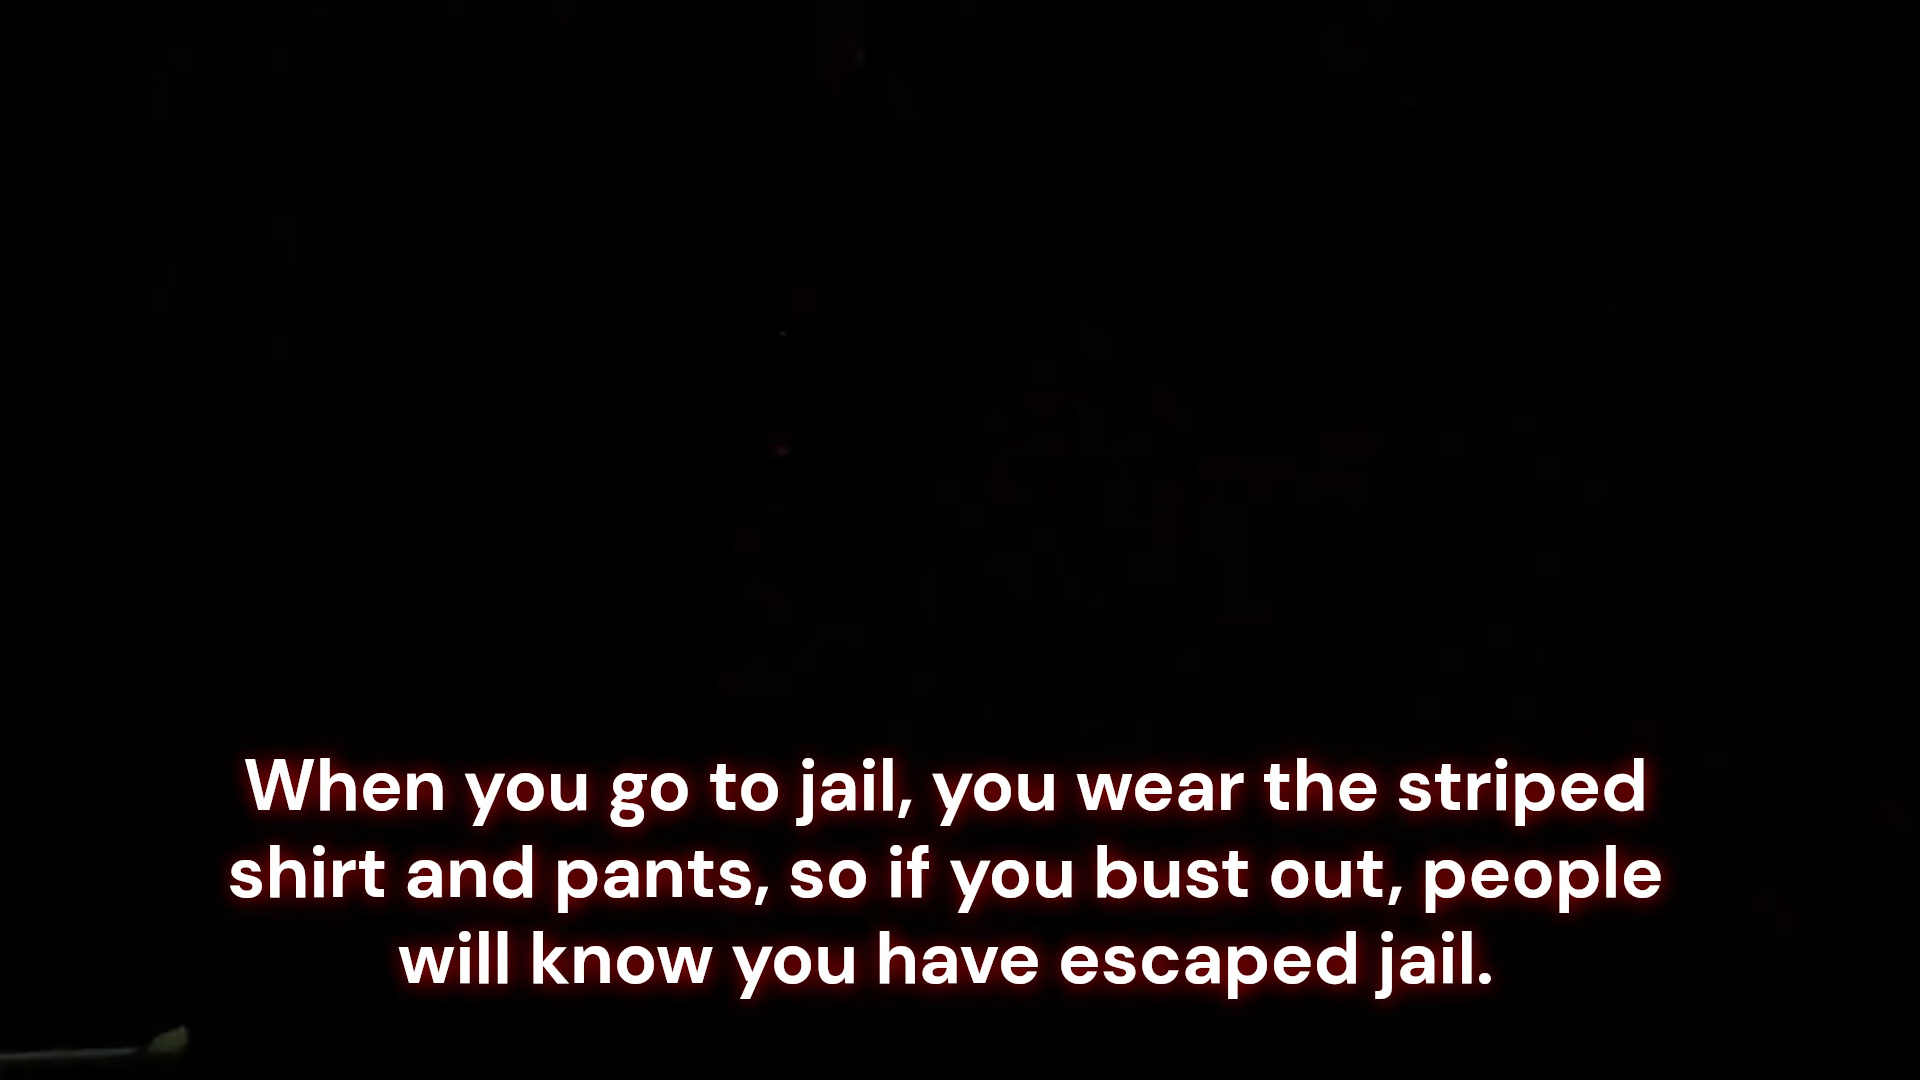 When you go to jail, you wear the striped
shirt and pants, so if you bust out, people
will know you have escaped jail.